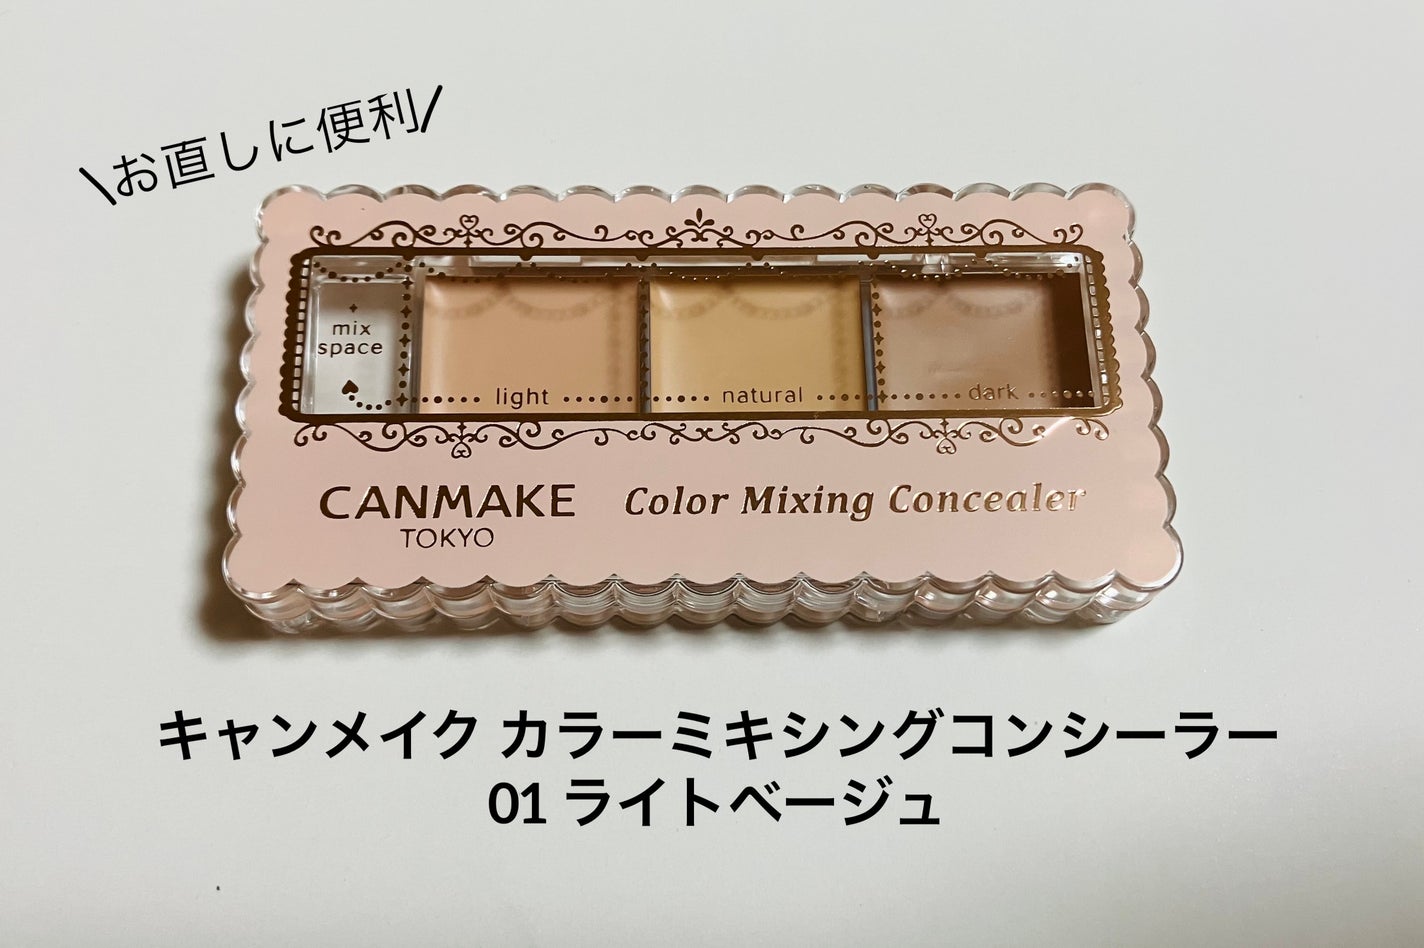 \お直しに便利/
mix
space
light
natural
dark
CANMAKE
TOKYO
Color Mixing Concealer
キャンメイク カラーミキシングコンシーラー
01 ライトベージュ